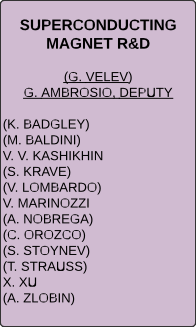 SUPERCONDUCTING
MAGNET R&D
(G. VELEV)
G. AMBROSIO, DEPUTY
(K. BADGLEY)
(M. BALDINI)
V. V. KASHIKHIN
(S. KRAVE)
(V. LOMBARDO)
V. MARINOZZI
(A. NOBREGA)
(C. OROZCO)
(S. STOYNEV)
(T. STRAUSS)
X. XU
(A. ZLOBIN)